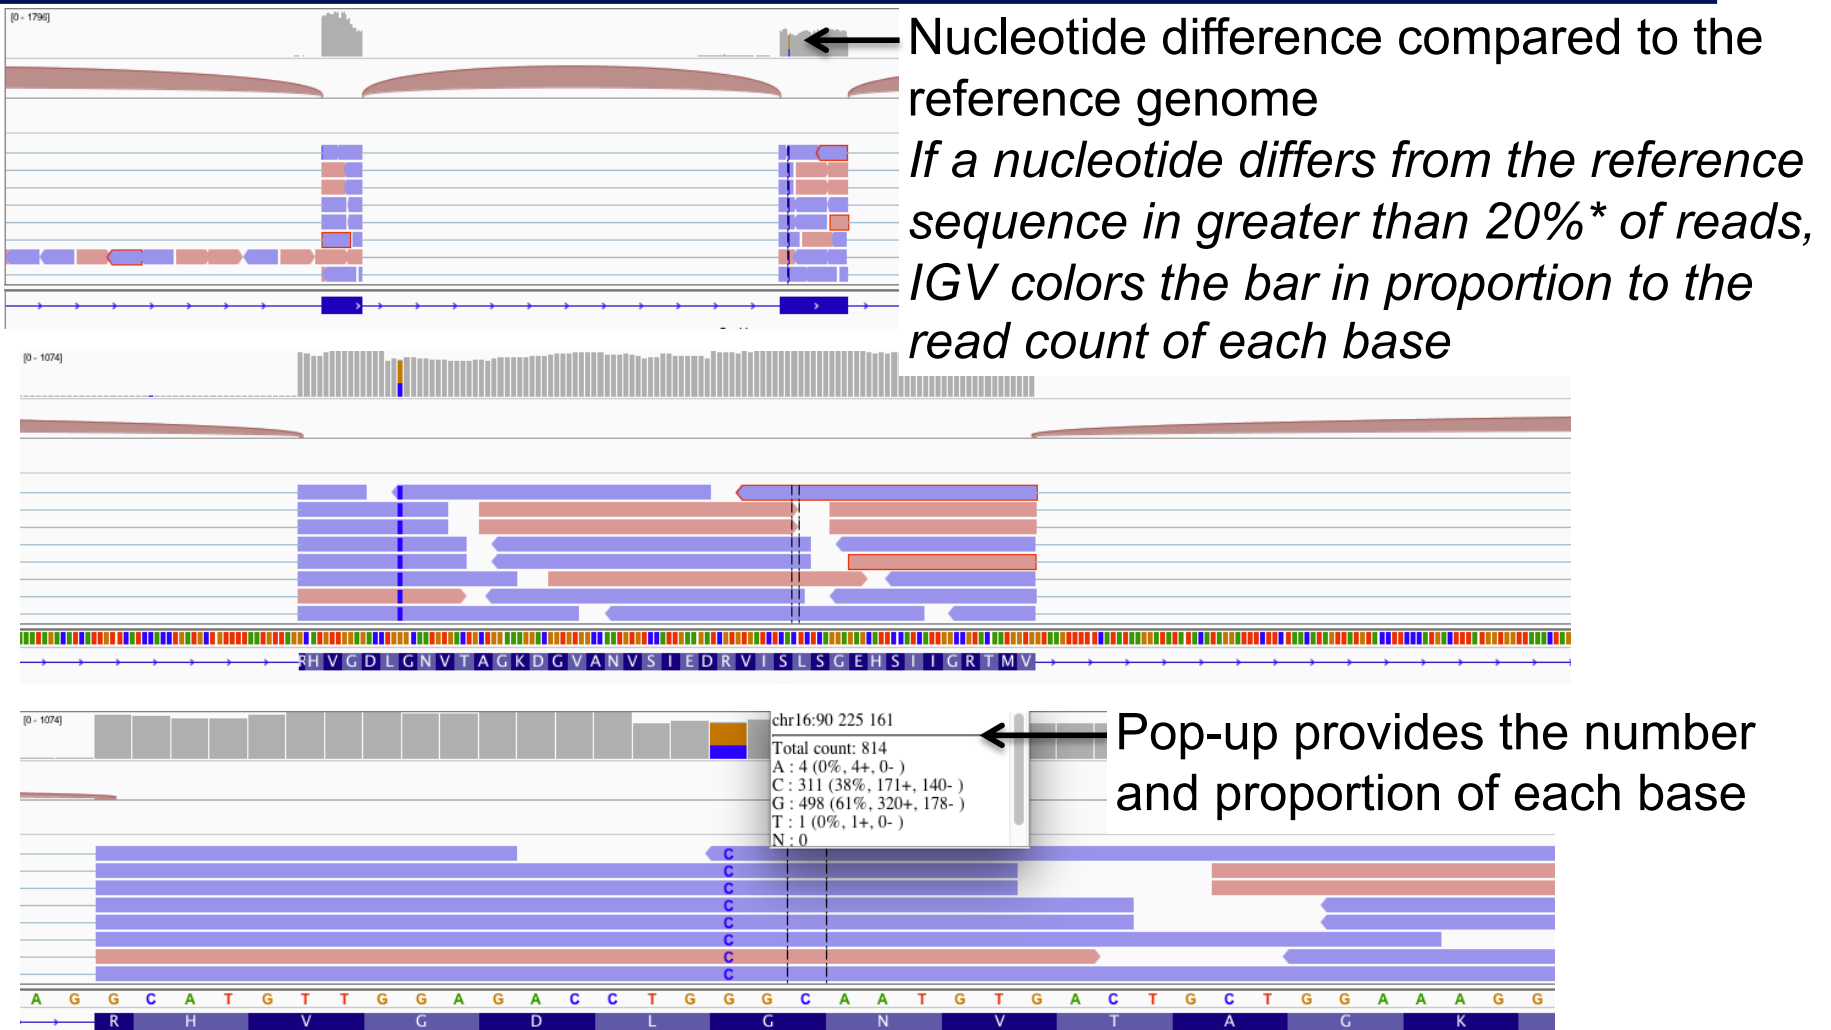 [0 - 1796]
Nucleotide difference compared to the
reference genome
If a nucleotide differs from the reference
sequence in greater than 20%* of reads,
IGV colors the bar in proportion to the
read count of each base
[0 - 1074]
RHVGDLGNVTAGKDGVANVSIEDRVISLSGEHSIIGRTMV
[0 - 1074]
chr16:90 225 161
Total count: 814
A : 4 (0%, 4+, 0- )
C : 311 (38%, 171+, 140- )
G : 498 (61%, 320+, 178- )
T : 1 (0%, 1+, 0- )
N : 0
Pop-up provides the number
and proportion of each base
C
C
C
C
C
C
C
C
A G G C A T G T T G G A G A C C T G G G C A A T G T G A C T G C T G G A A A G G
R H V G D L G N V T A G K